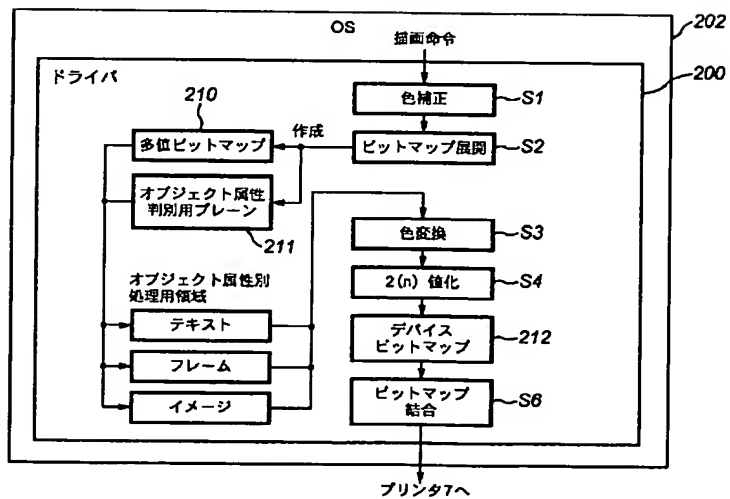 OS
202
描画命令
ドライバ
200
210
色補正
S1
作成
多位ビットマップ
ビットマップ展開
S2
オブジェクト属性
判別用プレーン
211
色変換
S3
オブジェクト属性別
処理用領域
2(n) 値化
S4
テキスト
デバイス
ビットマップ
212
フレーム
イメージ
ビットマップ
結合
S6
プリンタ7へ